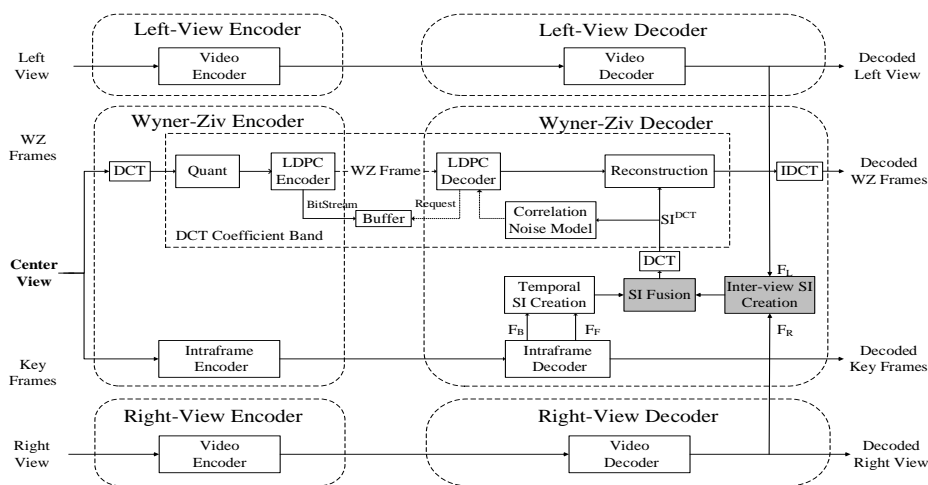 Left-View Encoder
Left-View Decoder
Left
View
Video
Encoder
Video
Decoder
Decoded
Left View
WZ
Frames
Wyner-Ziv Encoder
Wyner-Ziv Decoder
DCT
Quant
LDPC
Encoder
WZ Frame
LDPC
Decoder
Reconstruction
IDCT
Decoded
WZ Frames
BitStream
Buffer
Request
Correlation
Noise Model
SI^DCT
DCT Coefficient Band
DCT
Center
View
Temporal
SI Creation
SI Fusion
F_L
Inter-view SI
Creation
F_B
F_F
F_R
Key
Frames
Intraframe
Encoder
Intraframe
Decoder
Decoded
Key Frames
Right-View Encoder
Right-View Decoder
Right
View
Video
Encoder
Video
Decoder
Decoded
Right View